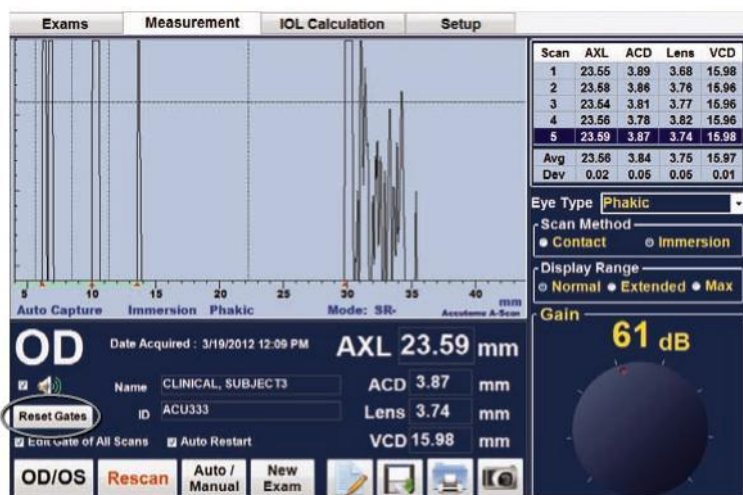 Exams Measurement IOL Calculation Setup
Scan AXL ACD Lens VCD
1 23.55 3.89 3.68 15.98
2 23.58 3.86 3.76 15.96
3 23.54 3.81 3.77 15.96
4 23.56 3.78 3.82 15.96
5 23.59 3.87 3.74 15.98
Avg 23.56 3.84 3.75 15.97
Dev 0.02 0.05 0.05 0.01
Eye Type Phakic
Scan Method
Contact Immersion
Display Range
Normal Extended Max
Gain
61 dB
5 10 15 20 25 30 35 40 mm
Auto Capture Immersion Phakic Mode: SR- Accutome A-Scan
OD Date Acquired : 3/19/2012 12:09 PM AXL 23.59 mm
Name CLINICAL, SUBJECT3 ACD 3.87 mm
Reset Gates ID ACU333 Lens 3.74 mm
Edit Gate of All Scans Auto Restart VCD 15.98 mm
OD/OS Rescan Auto / Manual New Exam